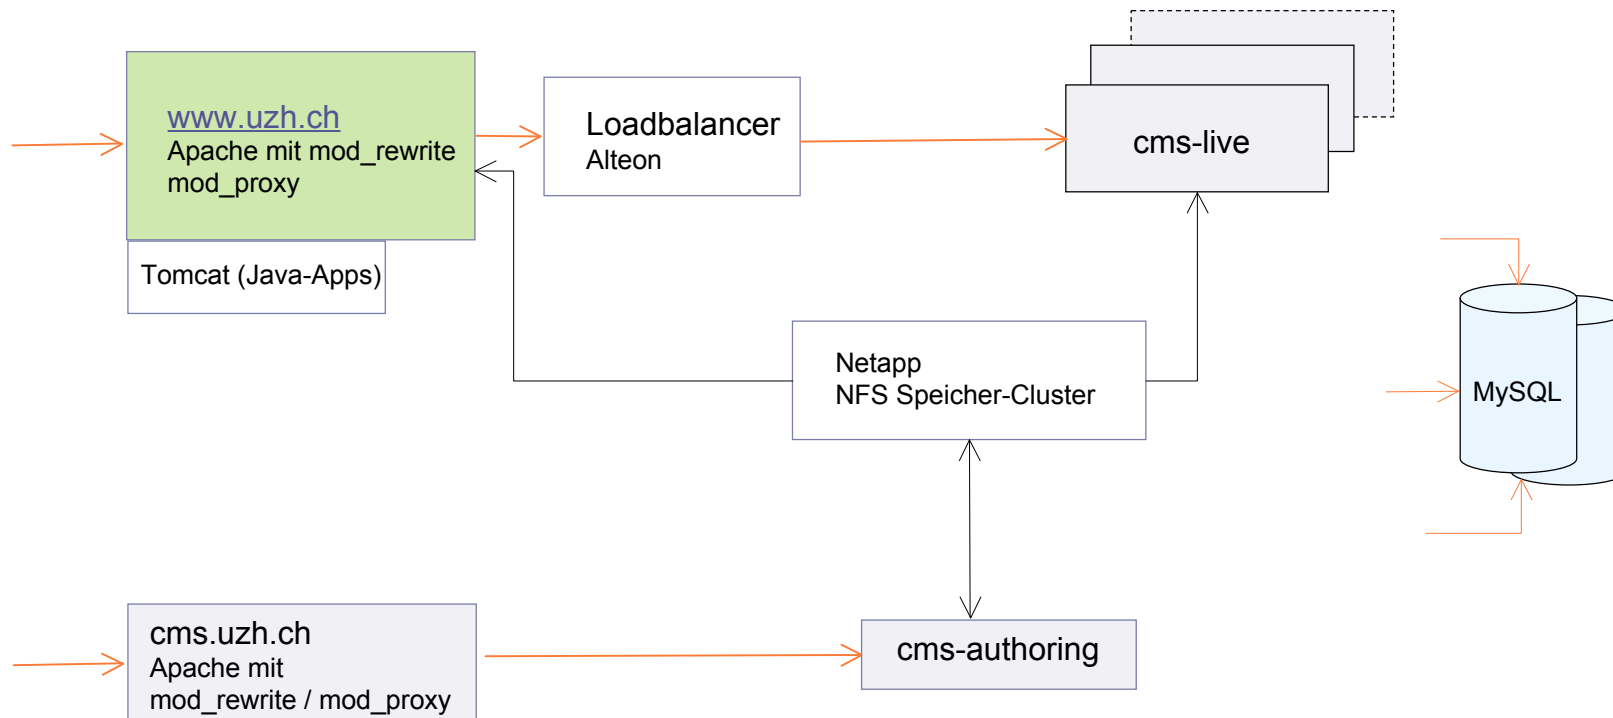 www.uzh.ch
Apache mit mod_rewrite
mod_proxy
Tomcat (Java-Apps)
Loadbalancer
Alteon
cms-live
Netapp
NFS Speicher-Cluster
MySQL
cms.uzh.ch
Apache mit
mod_rewrite / mod_proxy
cms-authoring